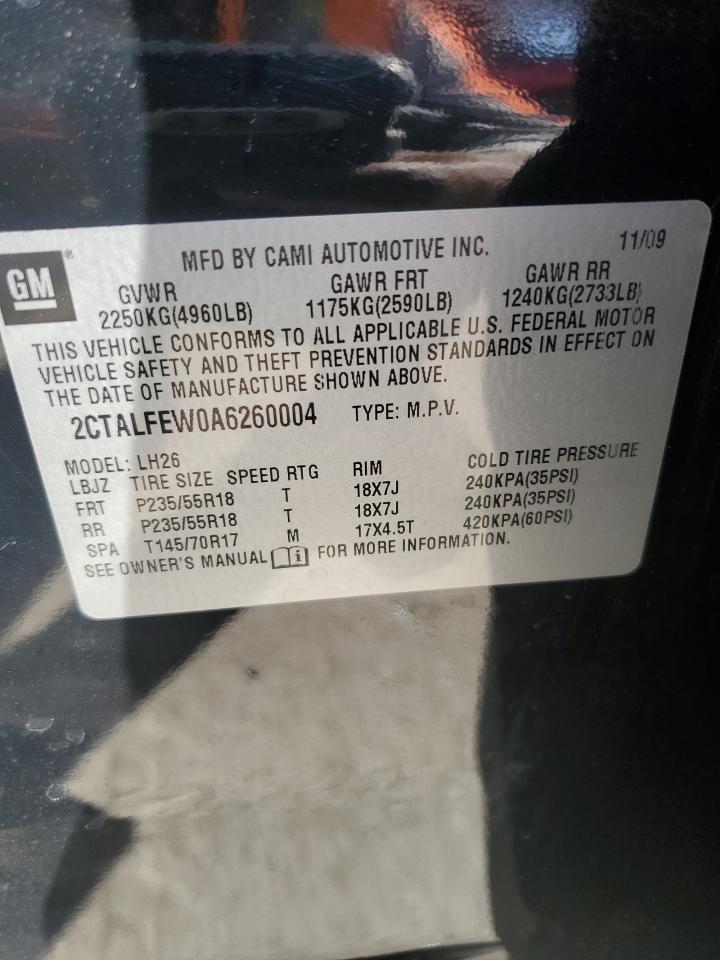 GM®
MFD BY CAMI AUTOMOTIVE INC. 11/09
GVWR GAWR FRT GAWR RR
2250KG(4960LB) 1175KG(2590LB) 1240KG(2733LB)
THIS VEHICLE CONFORMS TO ALL APPLICABLE U.S. FEDERAL MOTOR
VEHICLE SAFETY AND THEFT PREVENTION STANDARDS IN EFFECT ON
THE DATE OF MANUFACTURE SHOWN ABOVE.
2CTALFEW0A6260004 TYPE: M.P.V.
MODEL: LH26
LBJZ TIRE SIZE SPEED RTG RIM COLD TIRE PRESSURE
FRT P235/55R18 T 18X7J 240KPA(35PSI)
RR P235/55R18 T 18X7J 240KPA(35PSI)
SPA T145/70R17 M 17X4.5T 420KPA(60PSI)
SEE OWNER'S MANUAL i FOR MORE INFORMATION.